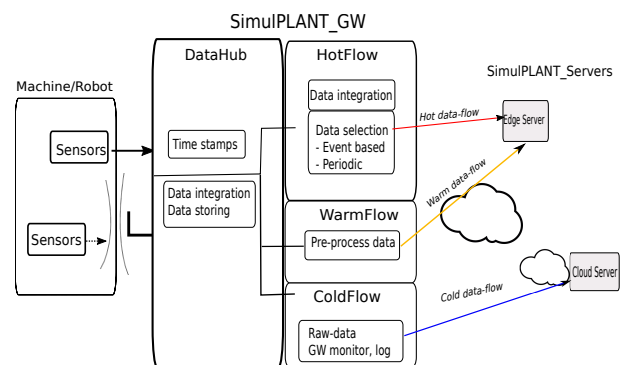 SimulPLANT_GW
DataHub
HotFlow
SimulPLANT_Servers
Machine/Robot
Data integration
Hot data-flow
Edge Server
Data selection
- Event based
- Periodic
Sensors
Time stamps
Warm data-flow
Data integration
Data storing
WarmFlow
Sensors
Pre-process data
Cloud Server
Cold data-flow
ColdFlow
Raw-data
GW monitor, log